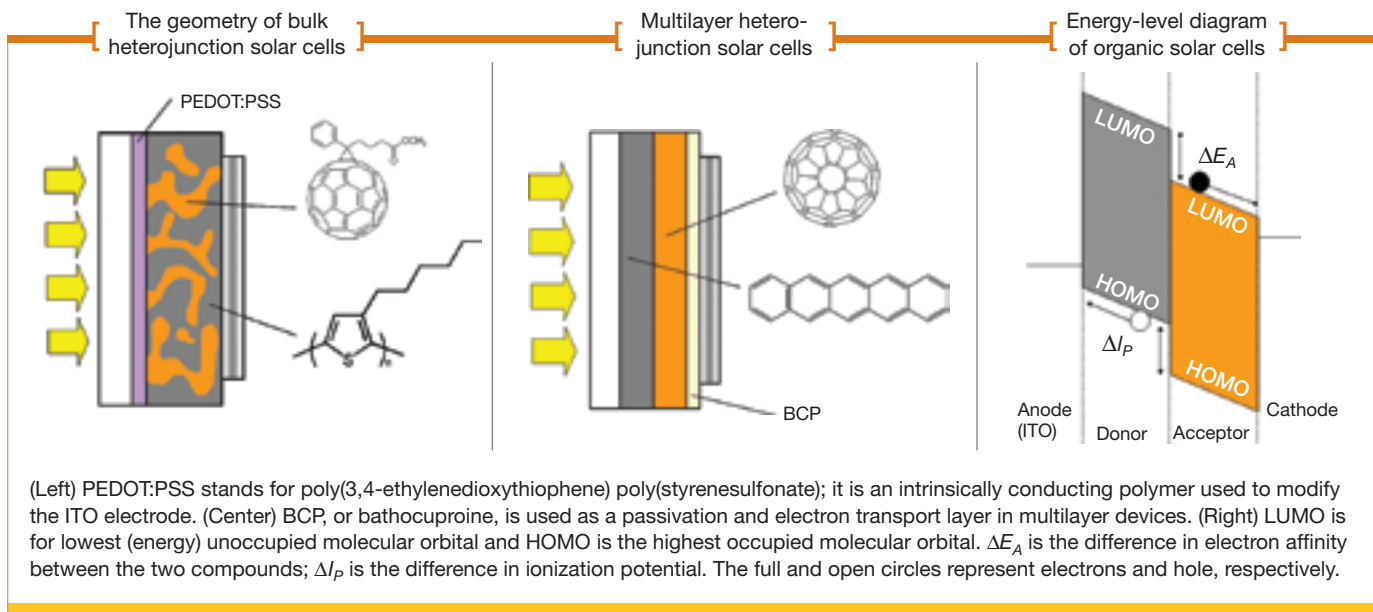 The geometry of bulk
heterojunction solar cells
Multilayer hetero-
junction solar cells
Energy-level diagram
of organic solar cells
PEDOT:PSS
OCH₃
O
S
n
BCP
LUMO
ΔE_A
LUMO
HOMO
ΔI_P
HOMO
Anode
(ITO)
Donor
Acceptor
Cathode
(Left) PEDOT:PSS stands for poly(3,4-ethylenedioxythiophene) poly(styrenesulfonate); it is an intrinsically conducting polymer used to modify
the ITO electrode. (Center) BCP, or bathocuproine, is used as a passivation and electron transport layer in multilayer devices. (Right) LUMO is
for lowest (energy) unoccupied molecular orbital and HOMO is the highest occupied molecular orbital. ΔE_A is the difference in electron affinity
between the two compounds; ΔI_P is the difference in ionization potential. The full and open circles represent electrons and hole, respectively.